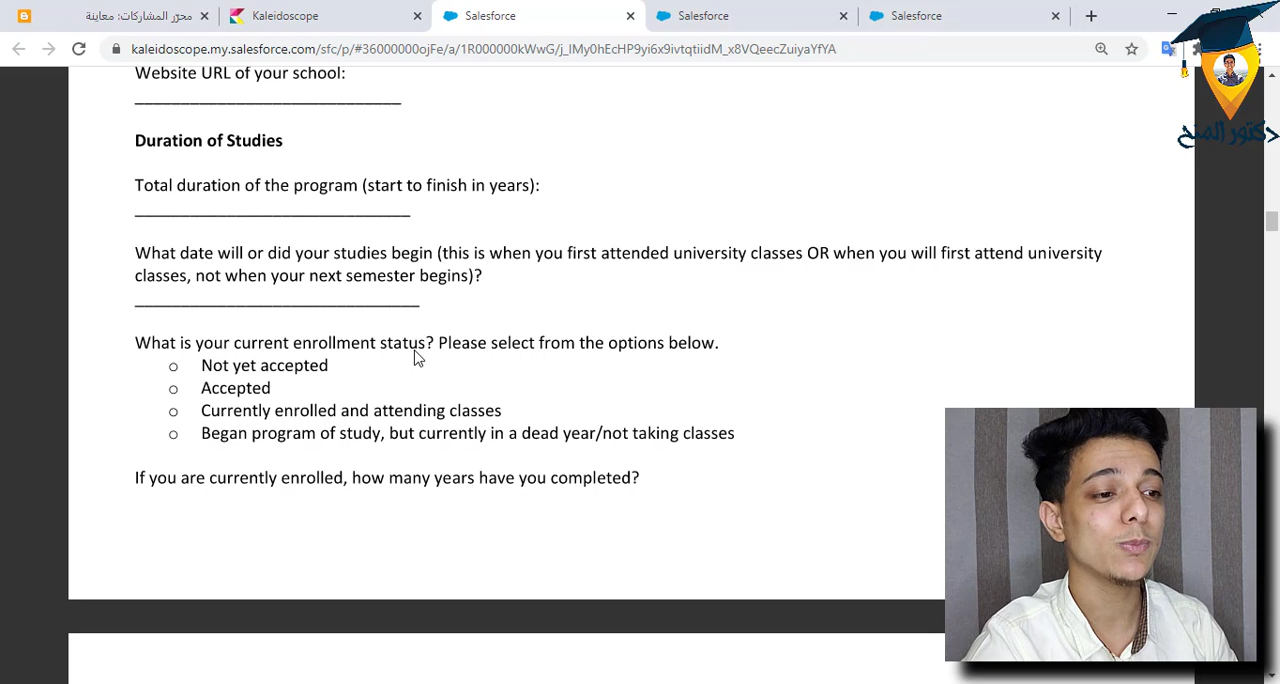 محرّر المشاركات: معاينة
Kaleidoscope
Salesforce
Salesforce
Salesforce
kaleidoscope.my.salesforce.com/sfc/p/#36000000ojFe/a/1R000000kWwG/j_lMy0hEcHP9yi6x9ivtqtiidM_x8VQeecZuiyaYfYA
دكتور المنح
Website URL of your school:
Duration of Studies
Total duration of the program (start to finish in years):
What date will or did your studies begin (this is when you first attended university classes OR when you will first attend university
classes, not when your next semester begins)?
What is your current enrollment status? Please select from the options below.
o Not yet accepted
o Accepted
o Currently enrolled and attending classes
o Began program of study, but currently in a dead year/not taking classes
If you are currently enrolled, how many years have you completed?